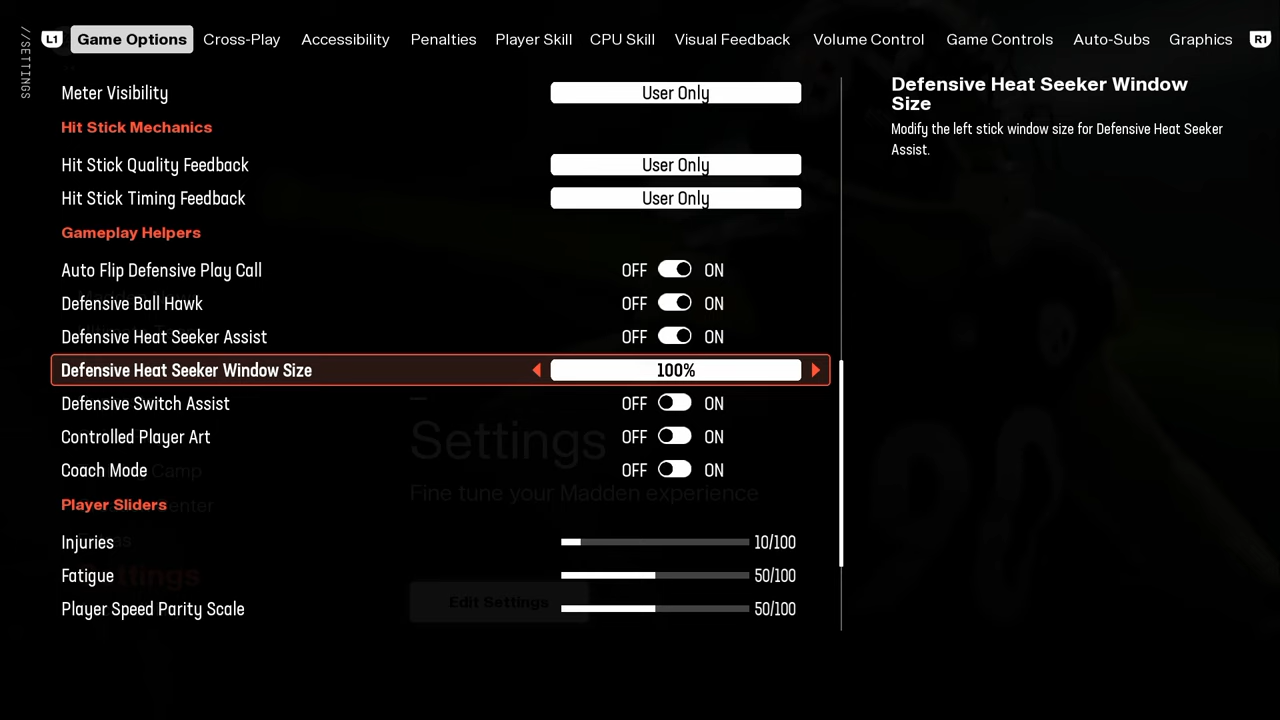 //SETTINGS
L1 Game Options Cross-Play Accessibility Penalties Player Skill CPU Skill Visual Feedback Volume Control Game Controls Auto-Subs Graphics R1
Meter Visibility User Only
Hit Stick Mechanics
Hit Stick Quality Feedback User Only
Hit Stick Timing Feedback User Only
Gameplay Helpers
Auto Flip Defensive Play Call OFF ON
Defensive Ball Hawk OFF ON
Defensive Heat Seeker Assist OFF ON
Defensive Heat Seeker Window Size 100%
Defensive Switch Assist OFF ON
Controlled Player Art OFF ON
Coach Mode OFF ON
Player Sliders
Injuries 10/100
Fatigue 50/100
Player Speed Parity Scale 50/100
Defensive Heat Seeker Window
Size
Modify the left stick window size for Defensive Heat Seeker
Assist.
Settings
Fine tune your Madden experience
Edit Settings
Camp